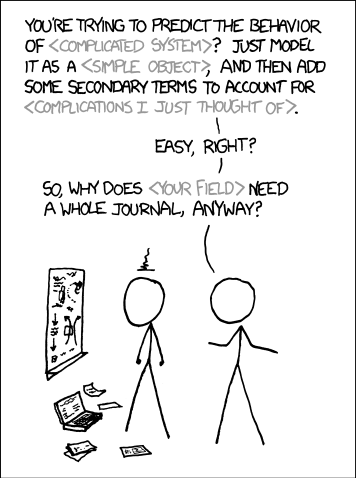 YOU'RE TRYING TO PREDICT THE BEHAVIOR
OF <COMPLICATED SYSTEM>? JUST MODEL
IT AS A <SIMPLE OBJECT>, AND THEN ADD
SOME SECONDARY TERMS TO ACCOUNT FOR
<COMPLICATIONS I JUST THOUGHT OF>.
EASY, RIGHT?
SO, WHY DOES <YOUR FIELD> NEED
A WHOLE JOURNAL, ANYWAY?